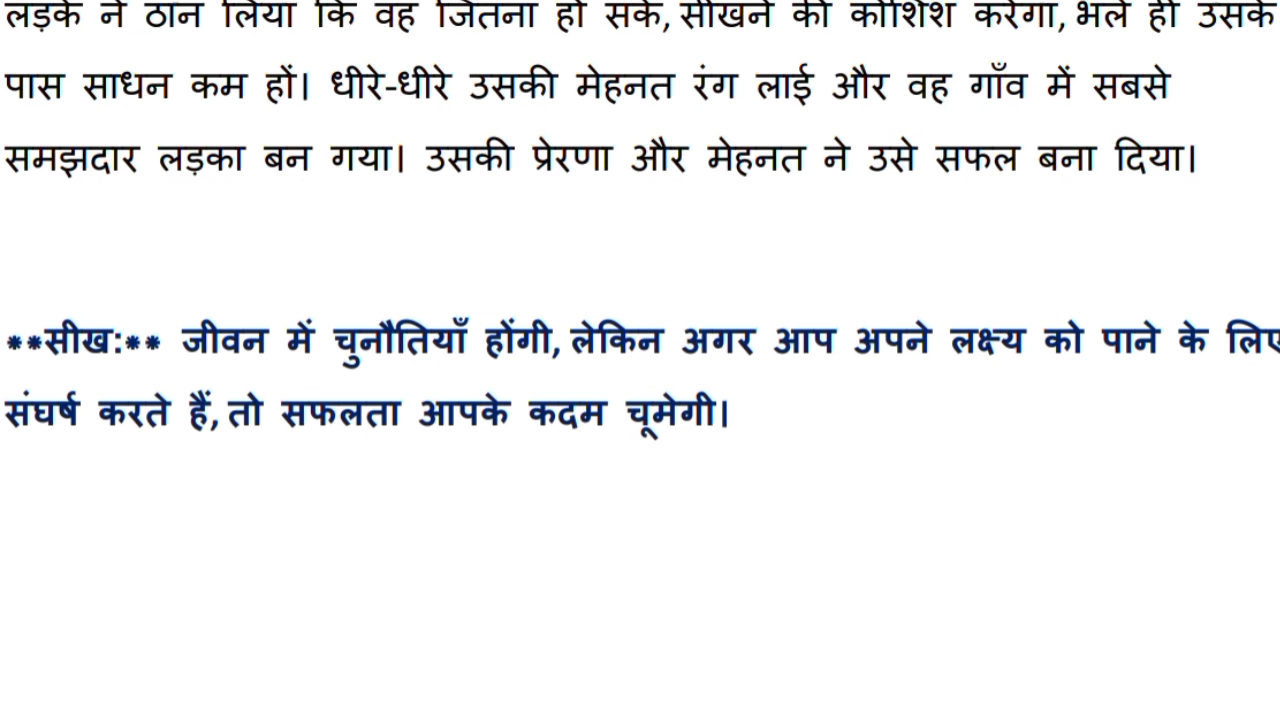 लड़के ने ठान लिया कि वह जितना हो सके, सीखने की कोशिश करेगा, भले ही उसके
पास साधन कम हों। धीरे-धीरे उसकी मेहनत रंग लाई और वह गाँव में सबसे
समझदार लड़का बन गया। उसकी प्रेरणा और मेहनत ने उसे सफल बना दिया।
**सीख:** जीवन में चुनौतियाँ होंगी, लेकिन अगर आप अपने लक्ष्य को पाने के लिए
संघर्ष करते हैं, तो सफलता आपके कदम चूमेगी।